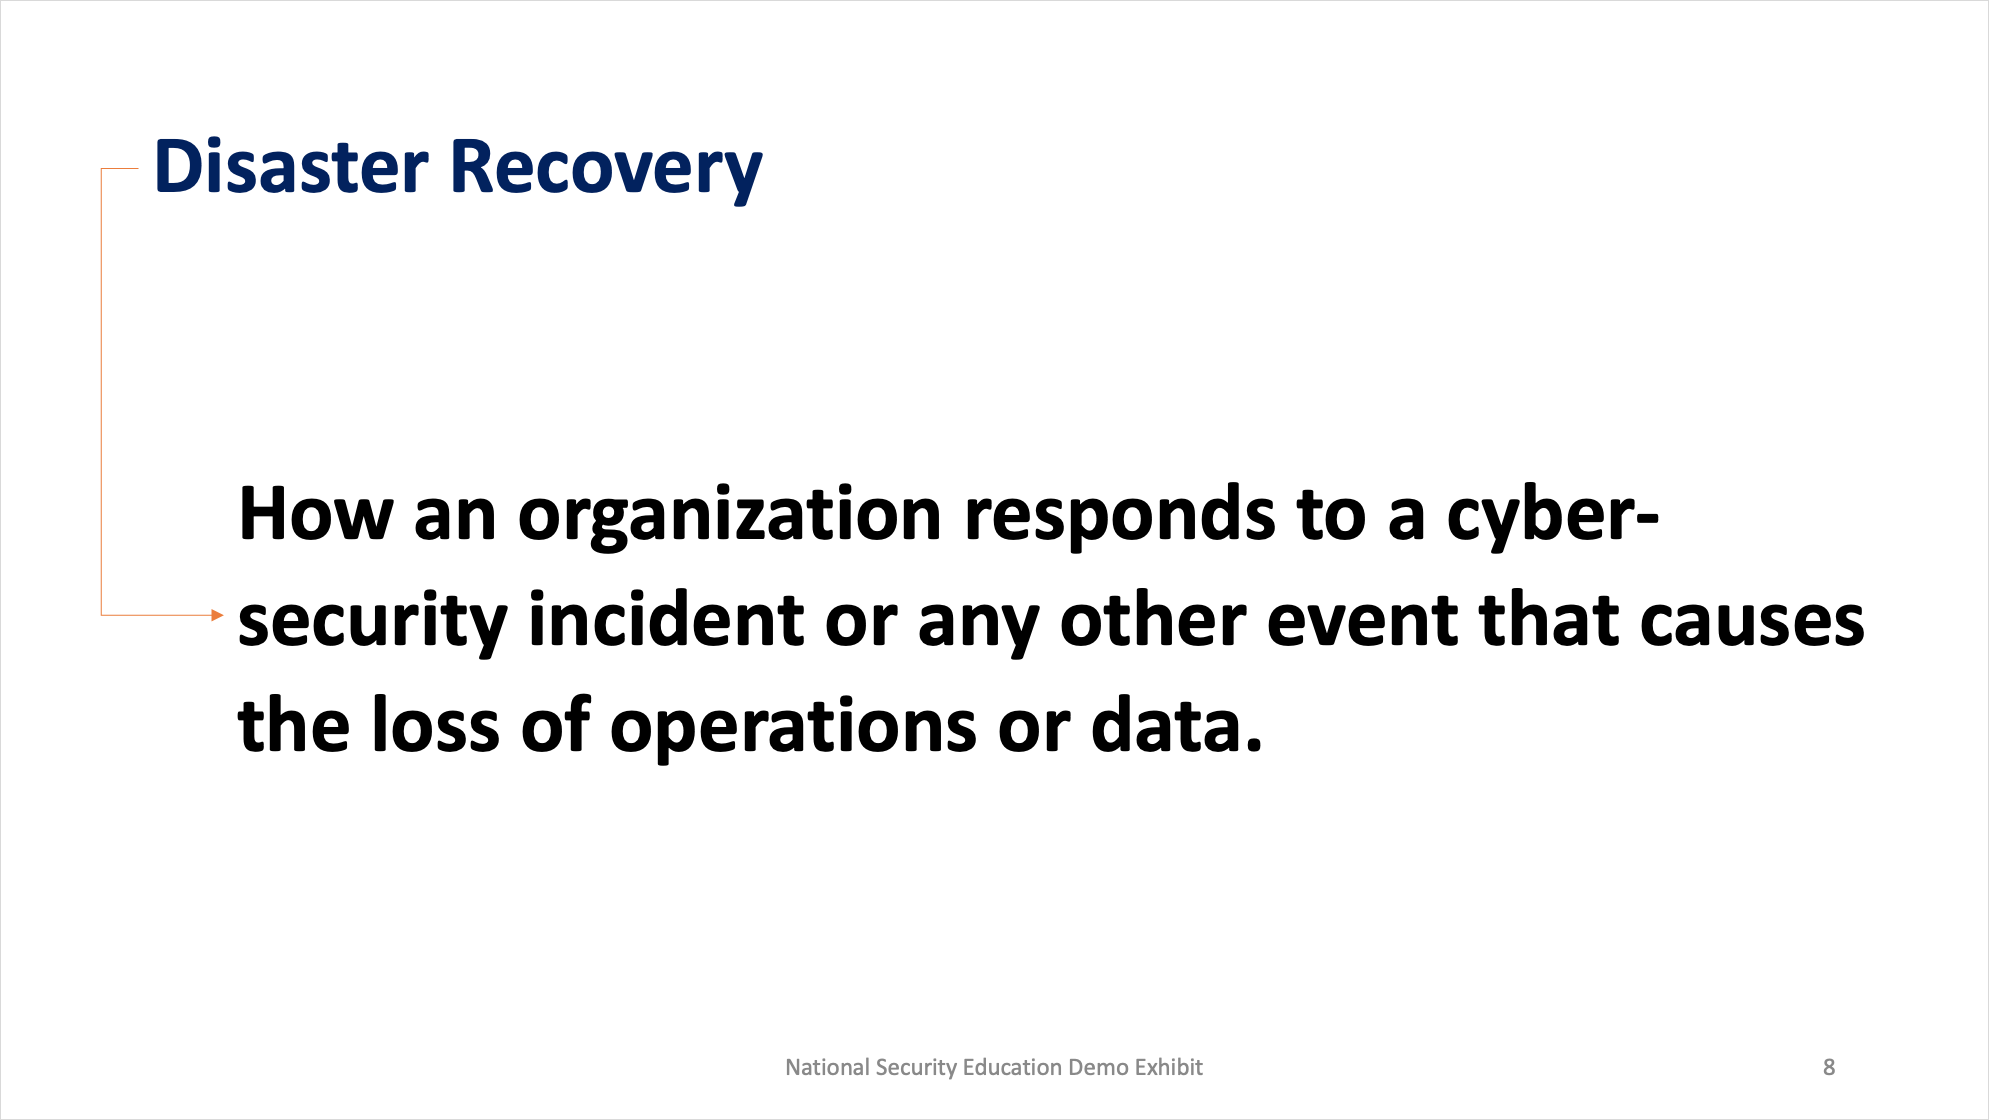 Disaster Recovery
How an organization responds to a cyber-
security incident or any other event that causes
the loss of operations or data.
National Security Education Demo Exhibit
8